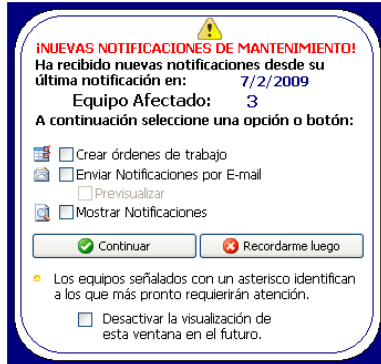 ¡NUEVAS NOTIFICACIONES DE MANTENIMIENTO!
Ha recibido nuevas notificaciones desde su
última notificación en: 7/2/2009
Equipo Afectado: 3
A continuación seleccione una opción o botón:
Crear órdenes de trabajo
Enviar Notificaciones por E-mail
Previsualizar
Mostrar Notificaciones
Continuar Recordarme luego
* Los equipos señalados con un asterisco identifican
a los que más pronto requerirán atención.
Desactivar la visualización de
esta ventana en el futuro.